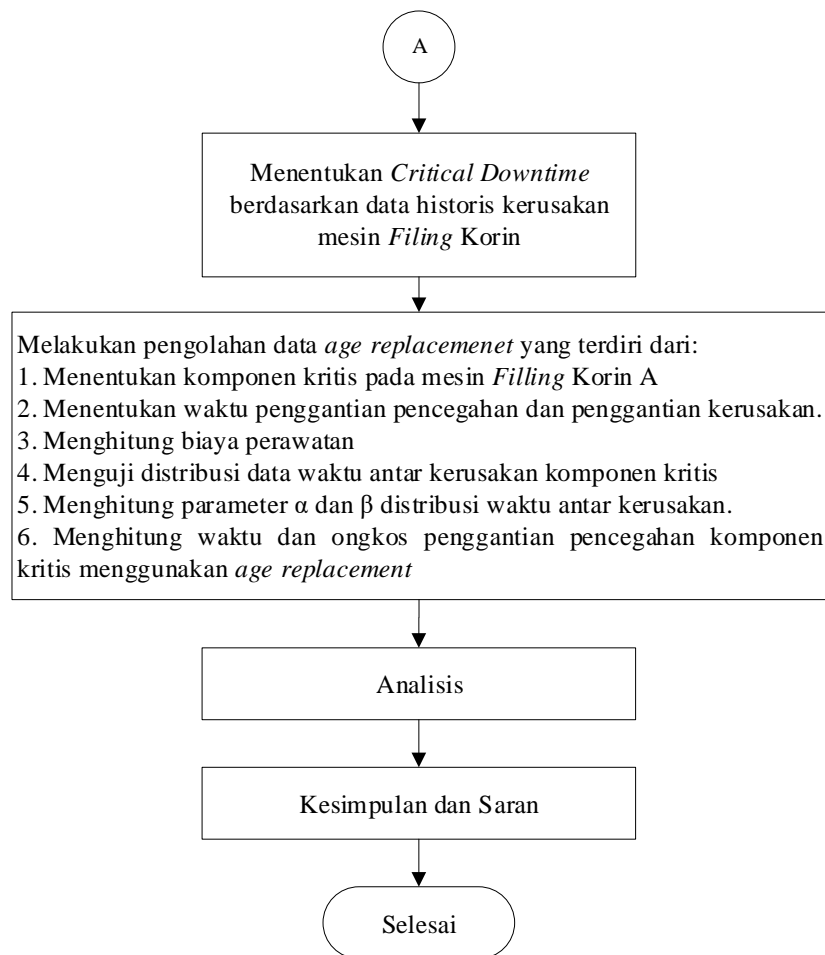 A
Menentukan Critical Downtime
berdasarkan data historis kerusakan
mesin Filing Korin
Melakukan pengolahan data age replacemenet yang terdiri dari:
1. Menentukan komponen kritis pada mesin Filling Korin A
2. Menentukan waktu penggantian pencegahan dan penggantian kerusakan.
3. Menghitung biaya perawatan
4. Menguji distribusi data waktu antar kerusakan komponen kritis
5. Menghitung parameter α dan β distribusi waktu antar kerusakan.
6. Menghitung waktu dan ongkos penggantian pencegahan komponen
kritis menggunakan age replacement
Analisis
Kesimpulan dan Saran
Selesai